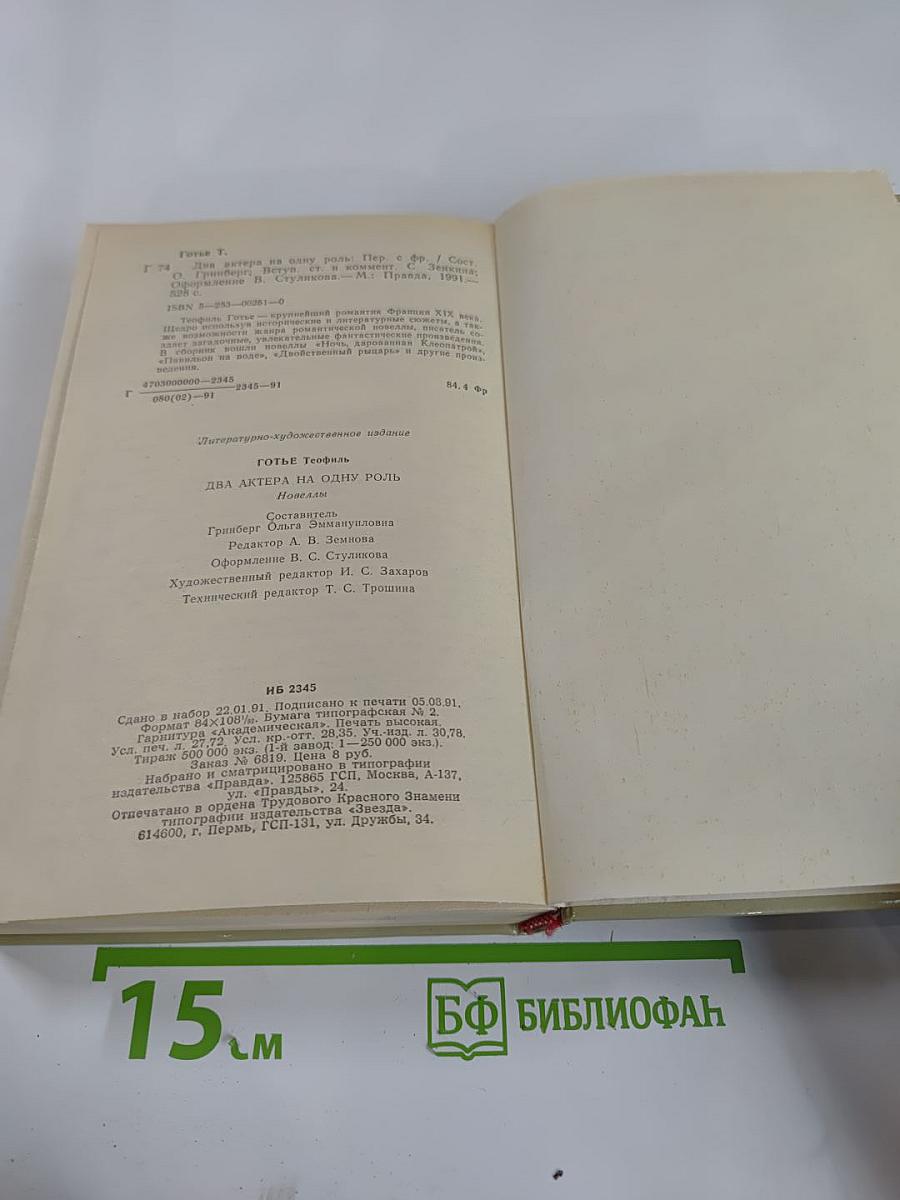 Готье Т.
Г 74 Два актера на одну роль: Пер. с фр. / Сост.
О. Гринберг; Вступ. ст. и коммент. С. Зенкина;
Оформление В. Стуликова.— М.: Правда, 1991.—
528 с.
ISBN 5—253—00261—0
Теофиль Готье — крупнейший романтик Франции XIX века.
Щедро используя исторические и литературные сюжеты, а так-
же возможности жанра романтической новеллы, писатель со-
здает загадочные, увлекательные фантастические произведения.
В сборник вошли новеллы «Ночь, дарованная Клеопатрой»,
«Павильон на воде», «Двойственный рыцарь» и другие произ-
ведения.
Г 4703000000—2345 2345—91 84.4 Фр
080(02)—91
Литературно-художественное издание
ГОТЬЕ Теофиль
ДВА АКТЕРА НА ОДНУ РОЛЬ
Новеллы
Составитель
Гринберг Ольга Эммануиловна
Редактор А. В. Земнова
Оформление В. С. Стуликова
Художественный редактор И. С. Захаров
Технический редактор Т. С. Трошина
ИБ 2345
Сдано в набор 22.01.91. Подписано к печати 05.08.91.
Формат 84×108¹/₃₂. Бумага типографская № 2.
Гарнитура «Академическая». Печать высокая.
Усл. печ. л. 27,72. Усл. кр.-отт. 28,35. Уч.-изд. л. 30,78.
Тираж 500 000 экз. (1-й завод: 1—250 000 экз.).
Заказ № 6819. Цена 8 руб.
Набрано и сматрицировано в типографии
издательства «Правда». 125865 ГСП, Москва, А-137,
ул. «Правды», 24.
Отпечатано в ордена Трудового Красного Знамени
типографии издательства «Звезда».
614600, г. Пермь, ГСП-131, ул. Дружбы, 34.
15 см
БФ БИБЛИОФАН